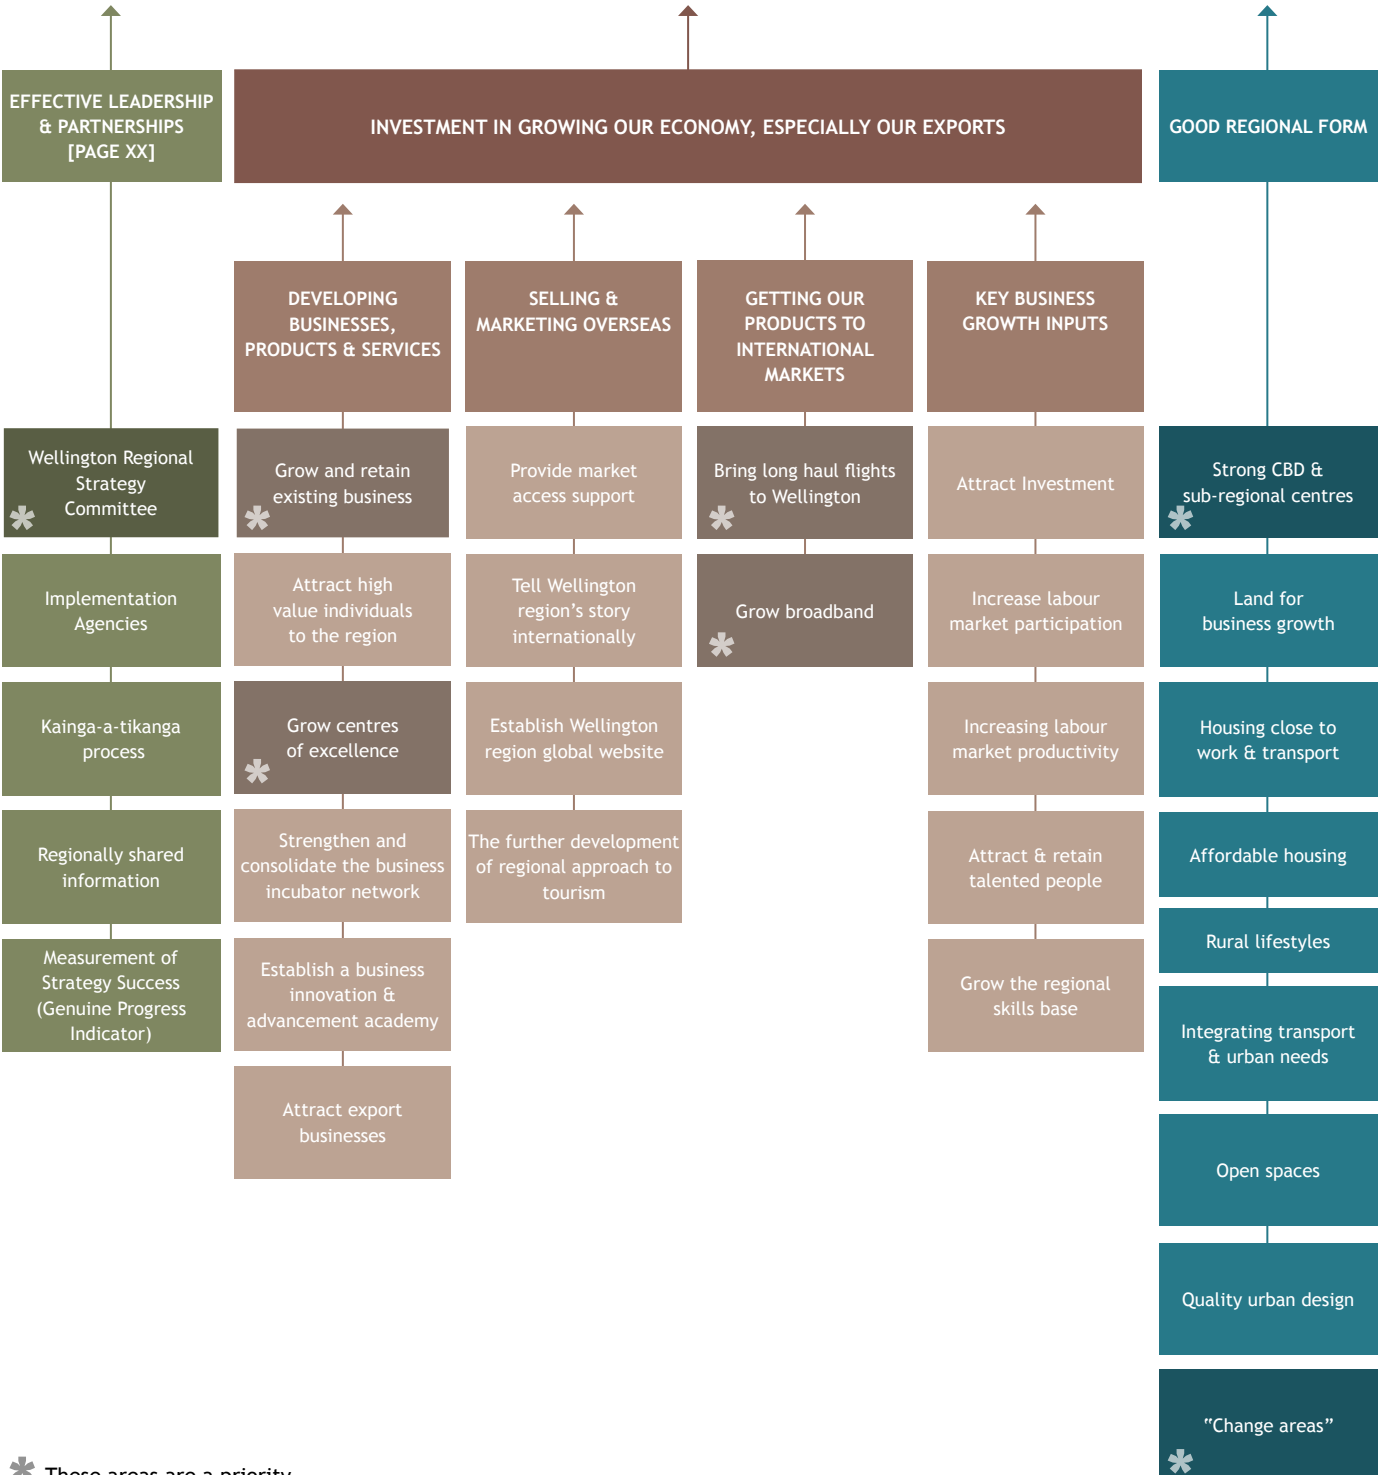 EFFECTIVE LEADERSHIP
& PARTNERSHIPS
[PAGE XX]
INVESTMENT IN GROWING OUR ECONOMY, ESPECIALLY OUR EXPORTS
GOOD REGIONAL FORM
DEVELOPING
BUSINESSES,
PRODUCTS & SERVICES
SELLING &
MARKETING OVERSEAS
GETTING OUR
PRODUCTS TO
INTERNATIONAL
MARKETS
KEY BUSINESS
GROWTH INPUTS
Wellington Regional
Strategy
Committee
*
Implementation
Agencies
Kainga-a-tikanga
process
Regionally shared
information
Measurement of
Strategy Success
(Genuine Progress
Indicator)
Grow and retain
existing business
*
Attract high
value individuals
to the region
Grow centres
of excellence
*
Strengthen and
consolidate the business
incubator network
Establish a business
innovation &
advancement academy
Attract export
businesses
Provide market
access support
Tell Wellington
region’s story
internationally
Establish Wellington
region global website
The further development
of regional approach to
tourism
Bring long haul flights
to Wellington
*
Grow broadband
*
Attract Investment
Increase labour
market participation
Increasing labour
market productivity
Attract & retain
talented people
Grow the regional
skills base
Strong CBD &
sub-regional centres
*
Land for
business growth
Housing close to
work & transport
Affordable housing
Rural lifestyles
Integrating transport
& urban needs
Open spaces
Quality urban design
“Change areas”
*
* These areas are a priority